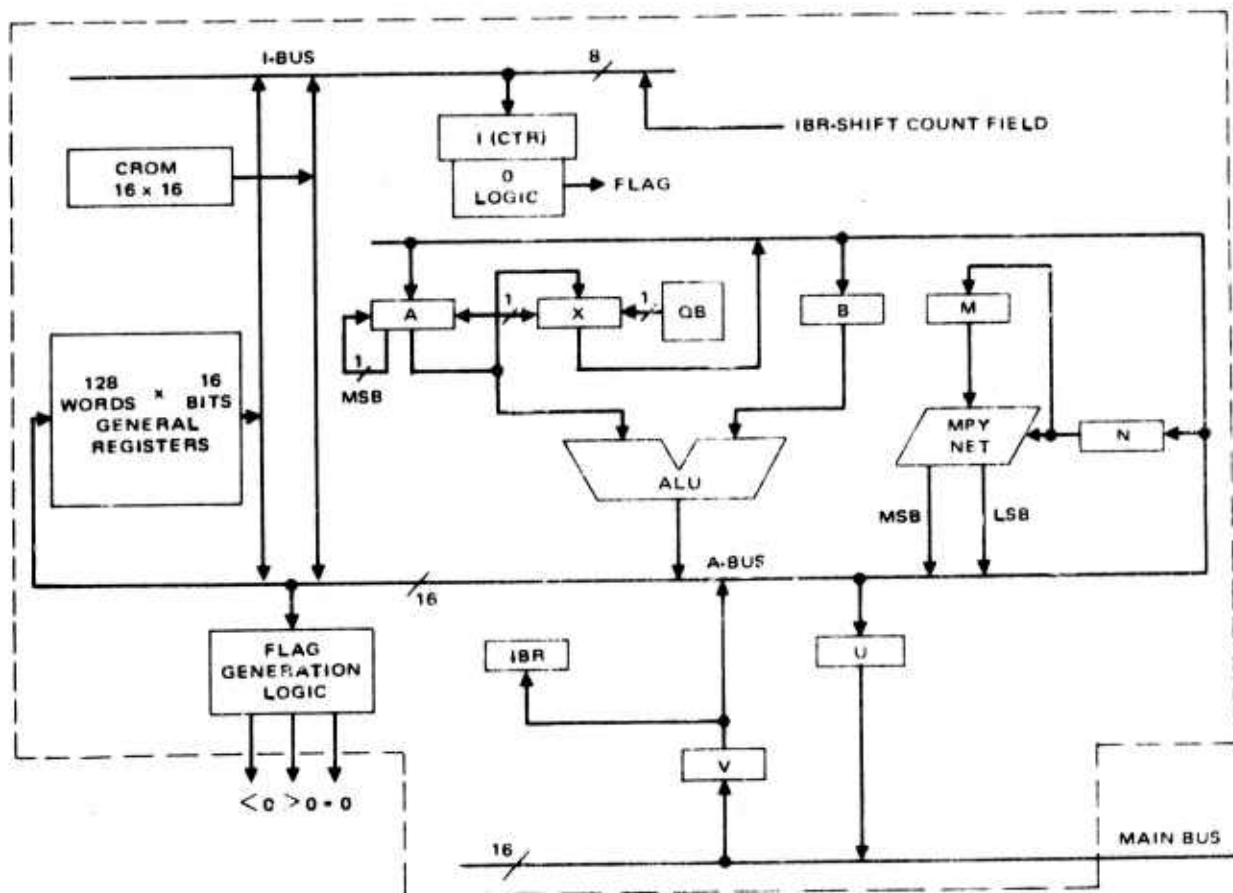 I-BUS
8
I (CTR)
IBR-SHIFT COUNT FIELD
CROM
16 x 16
0
LOGIC
FLAG
A
1
X
1
QB
B
M
1
MSB
128 x 16
WORDS BITS
GENERAL
REGISTERS
MPY
NET
N
ALU
MSB
LSB
A-BUS
16
FLAG
GENERATION
LOGIC
IBR
U
V
<0 >0 = 0
16
MAIN BUS